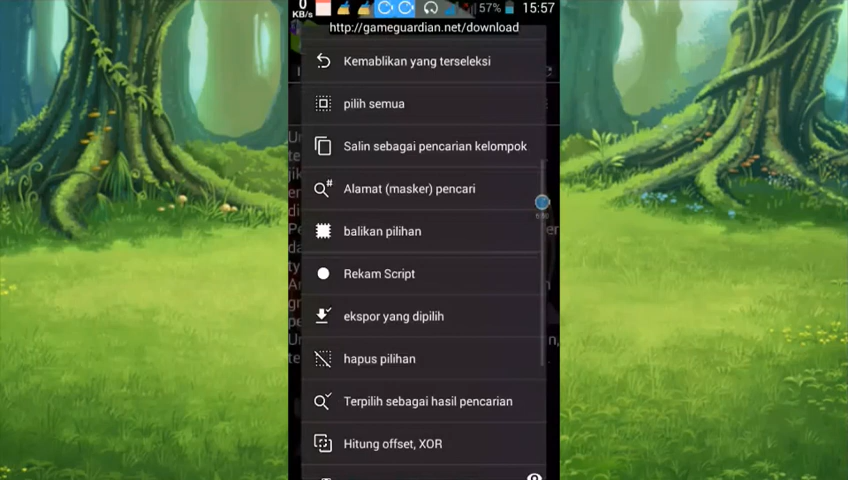 0
KB/s
57%
15:57
http://gameguardian.net/download
Kemablikan yang terseleksi
pilih semua
Salin sebagai pencarian kelompok
Alamat (masker) pencari
balikan pilihan
Rekam Script
ekspor yang dipilih
hapus pilihan
Terpilih sebagai hasil pencarian
Hitung offset, XOR